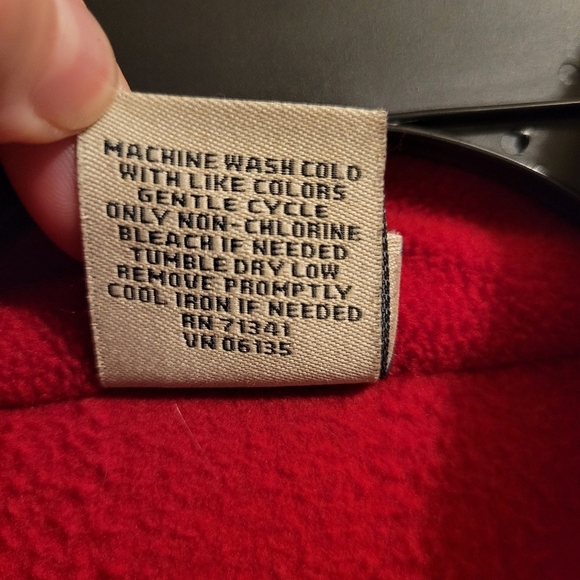 MACHINE WASH COLD
WITH LIKE COLORS
GENTLE CYCLE
ONLY NON-CHLORINE
BLEACH IF NEEDED
TUMBLE DRY LOW
REMOVE PROMPTLY
COOL IRON IF NEEDED
RN 71341
VN 06135